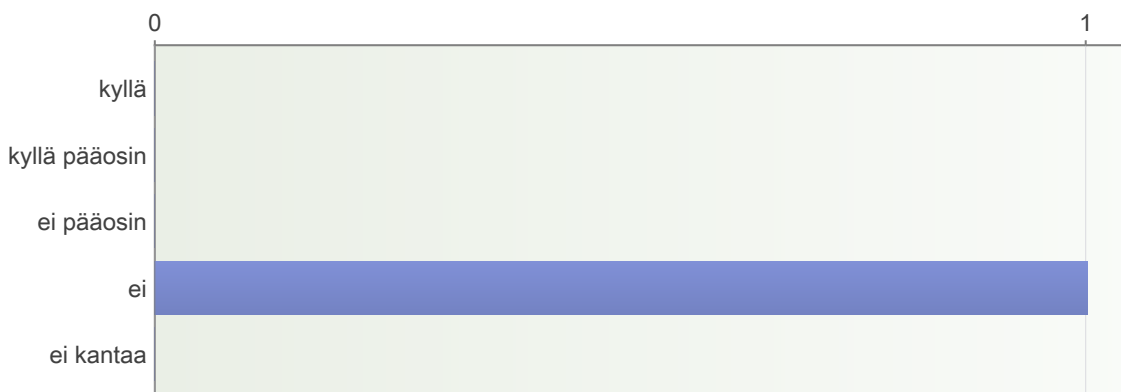 0 1
kyllä
kyllä pääosin
ei pääosin
ei
ei kantaa